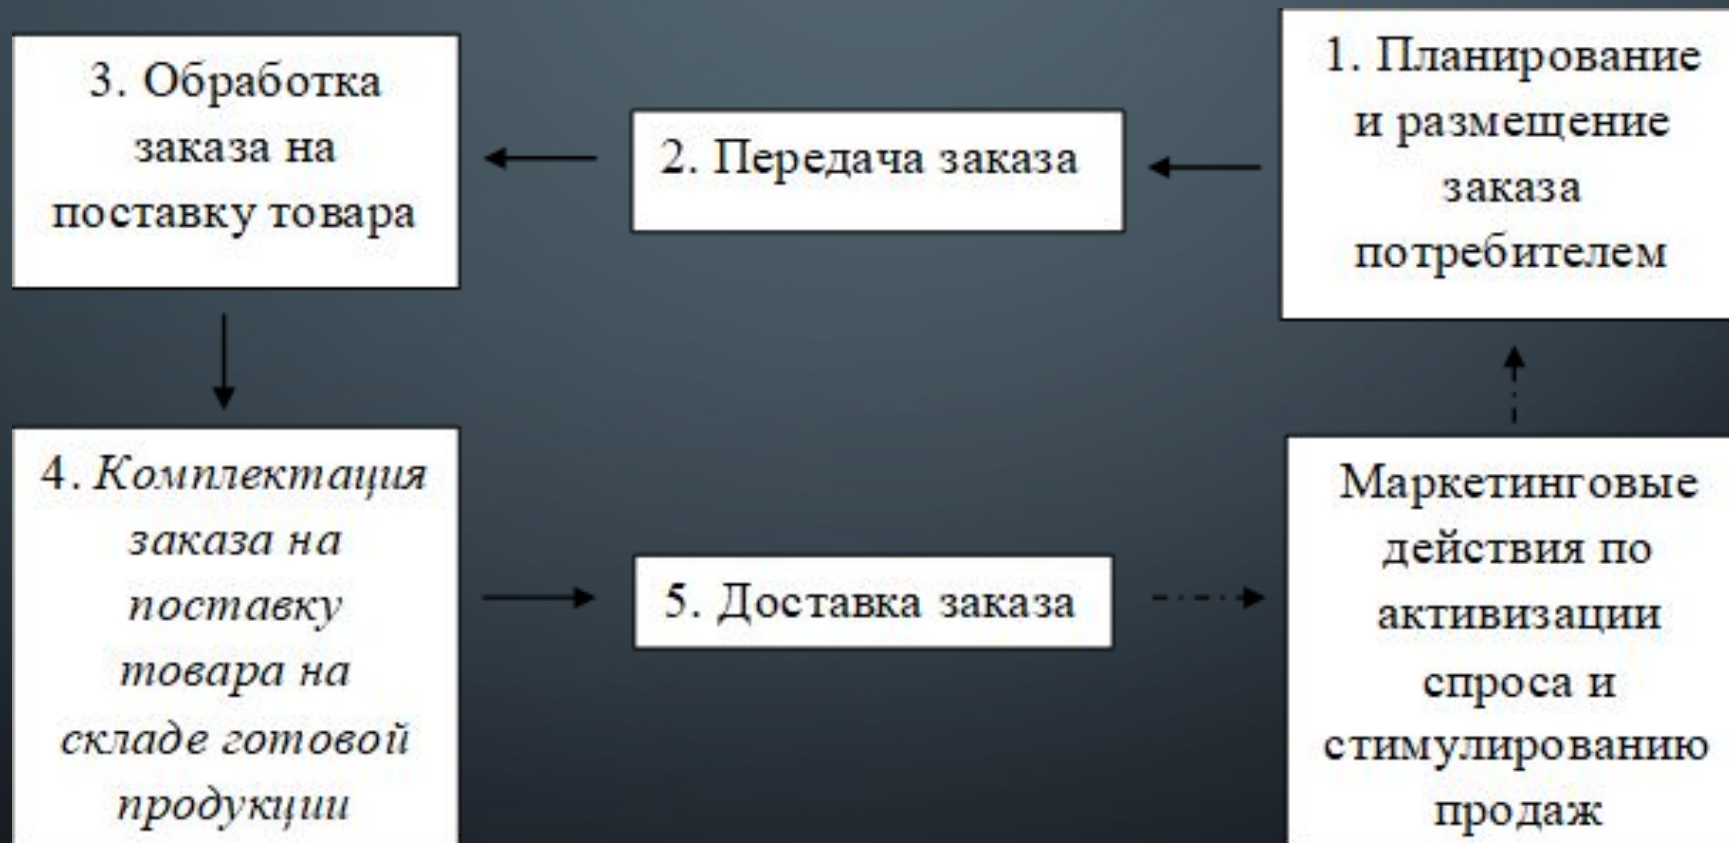 3. Обработка
заказа на
поставку товара
2. Передача заказа
1. Планирование
и размещение
заказа
потребителем
4. Комплектация
заказа на
поставку
товара на
складе готовой
продукции
5. Доставка заказа
Маркетинговые
действия по
активизации
спроса и
стимулированию
продаж